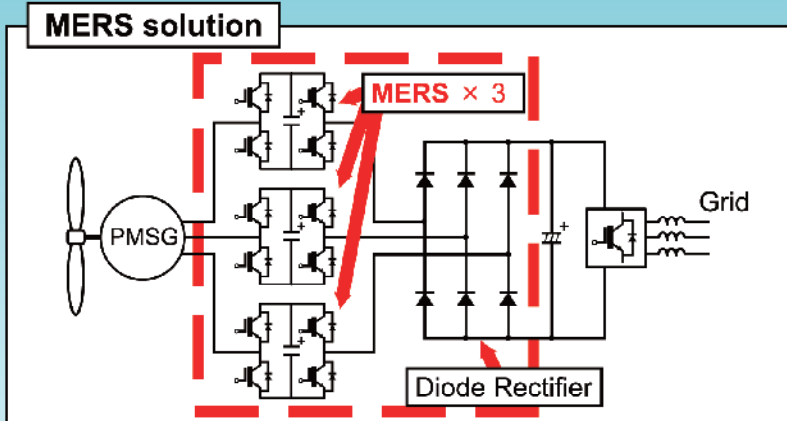 MERS solution
MERS × 3
PMSG
Grid
Diode Rectifier